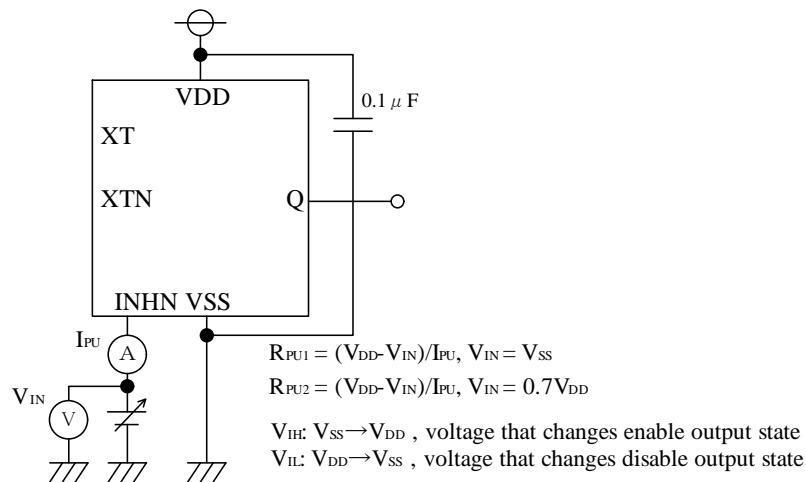 VDD
0.1μF
XT
XTN
Q
INHN VSS
IPU
A
VIN
V
RPU1 = (VDD-VIN)/IPU, VIN = VSS
RPU2 = (VDD-VIN)/IPU, VIN = 0.7VDD
VIH: VSS→VDD , voltage that changes enable output state
VIL: VDD→VSS , voltage that changes disable output state